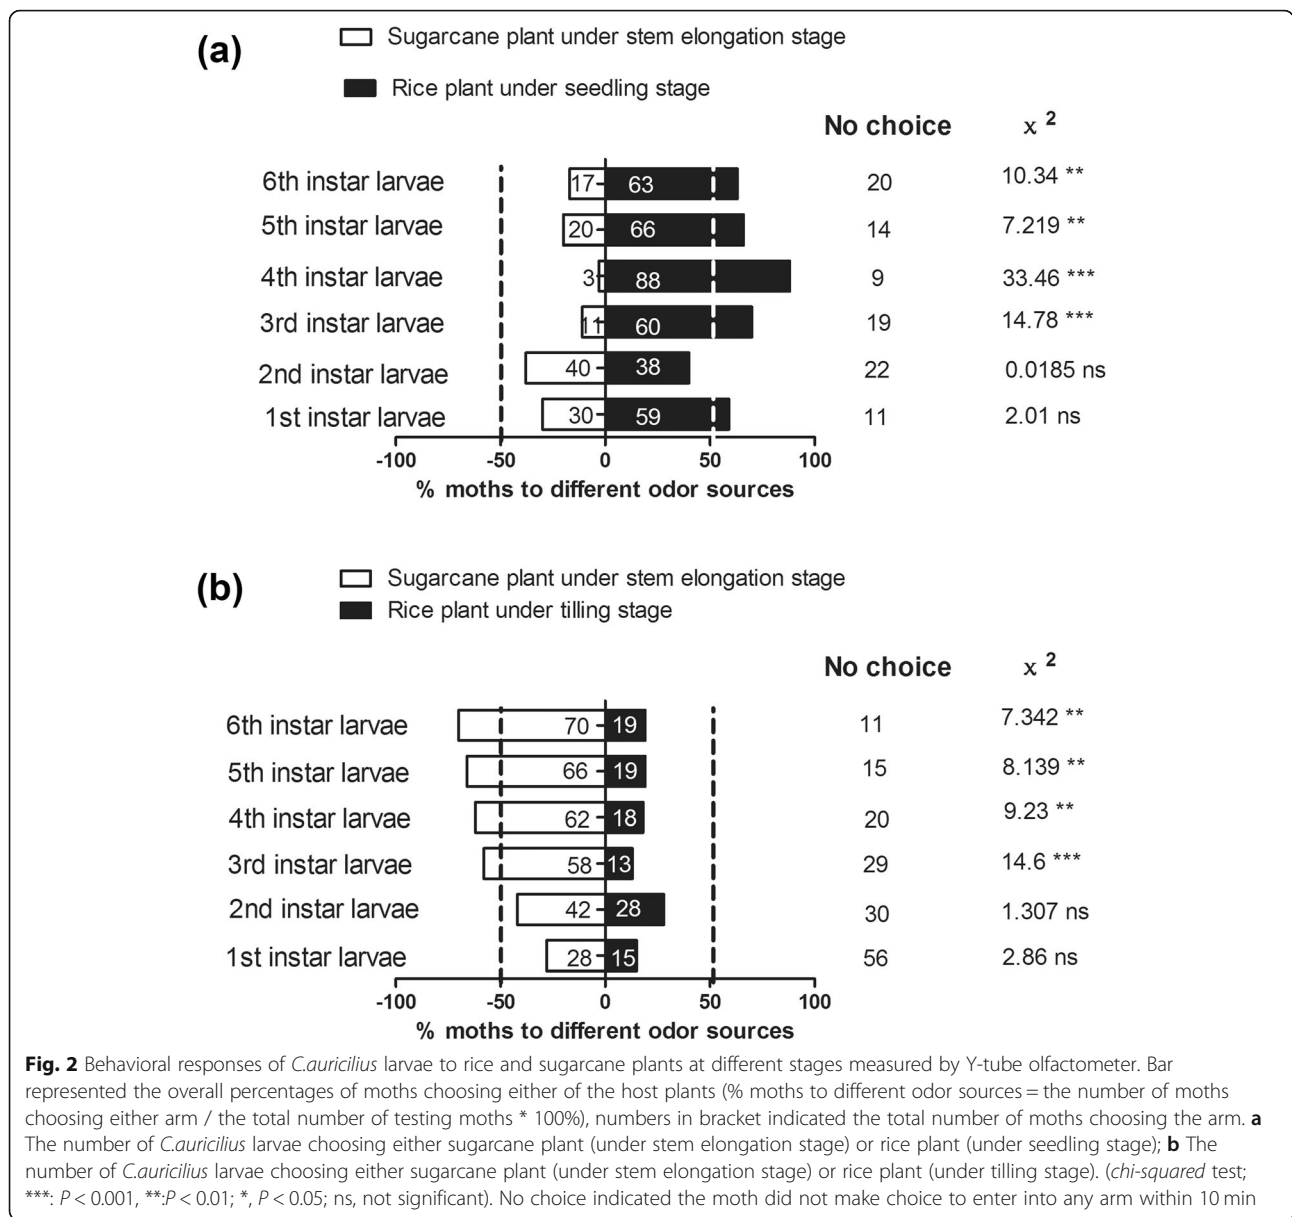 (a)
Sugarcane plant under stem elongation stage
Rice plant under seedling stage
No choice x 2
6th instar larvae 17 63 20 10.34 **
5th instar larvae 20 66 14 7.219 **
4th instar larvae 3 88 9 33.46 ***
3rd instar larvae 11 60 19 14.78 ***
2nd instar larvae 40 38 22 0.0185 ns
1st instar larvae 30 59 11 2.01 ns
-100 -50 0 50 100
% moths to different odor sources
(b)
Sugarcane plant under stem elongation stage
Rice plant under tilling stage
No choice x 2
6th instar larvae 70 19 11 7.342 **
5th instar larvae 66 19 15 8.139 **
4th instar larvae 62 18 20 9.23 **
3rd instar larvae 58 13 29 14.6 ***
2nd instar larvae 42 28 30 1.307 ns
1st instar larvae 28 15 56 2.86 ns
-100 -50 0 50 100
% moths to different odor sources
Fig. 2 Behavioral responses of C.auricilius larvae to rice and sugarcane plants at different stages measured by Y-tube olfactometer. Bar
represented the overall percentages of moths choosing either of the host plants (% moths to different odor sources = the number of moths
choosing either arm / the total number of testing moths * 100%), numbers in bracket indicated the total number of moths choosing the arm. a
The number of C.auricilius larvae choosing either sugarcane plant (under stem elongation stage) or rice plant (under seedling stage); b The
number of C.auricilius larvae choosing either sugarcane plant (under stem elongation stage) or rice plant (under tilling stage). (chi-squared test;
***: P < 0.001, **:P < 0.01; *, P < 0.05; ns, not significant). No choice indicated the moth did not make choice to enter into any arm within 10 min